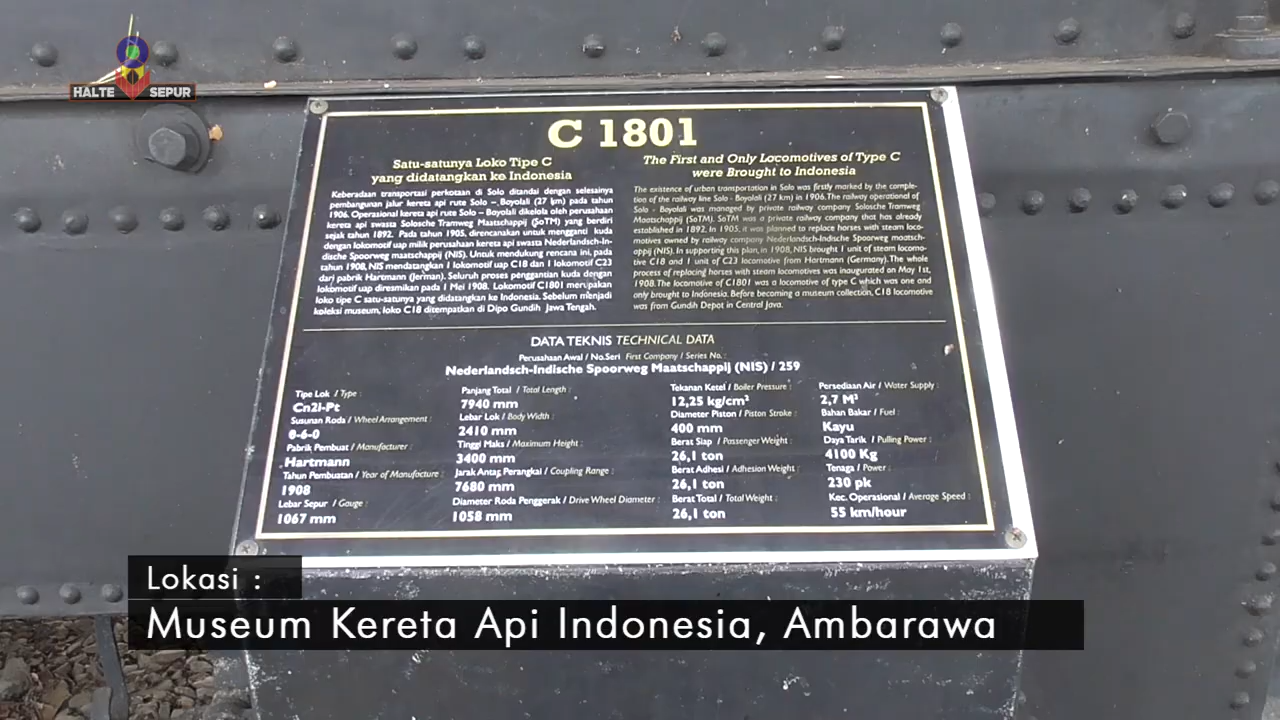 HALTE SEPUR
C 1801
Satu-satunya Loko Tipe C
yang didatangkan ke Indonesia
Keberadaan transportasi perkotaan di Solo ditandai dengan selesainya
pembangunan jalur kereta api rute Solo – Boyolali (27 km) pada tahun
1906. Operasional kereta api rute Solo – Boyolali dikelola oleh perusahaan
kereta api swasta Solosche Tramweg Maatschappij (SoTM) yang berdiri
sejak tahun 1892. Pada tahun 1905, direncanakan untuk mengganti kuda
dengan lokomotif uap milik perusahaan kereta api swasta Nederlandsch-In-
dische Spoorweg maatschappij (NIS). Untuk mendukung rencana ini, pada
tahun 1908, NIS mendatangkan 1 lokomotif uap C18 dan 1 lokomotif C23
dari pabrik Hartmann (Jerman). Seluruh proses penggantian kuda dengan
lokomotif uap diresmikan pada 1 Mei 1908. Lokomotif C1801 merupakan
loko tipe C satu-satunya yang didatangkan ke Indonesia. Sebelum menjadi
koleksi museum, loko C18 ditempatkan di Dipo Gundih Jawa Tengah.
The First and Only Locomotives of Type C
were Brought to Indonesia
The existence of urban transportation in Solo was firstly marked by the comple-
tion of the railway line Solo - Boyolali (27 km) in 1906. The railway operational of
Solo - Boyolali was managed by private railway company Solosche Tramweg
Maatschappij (SoTM). SoTM was a private railway company that has already
established in 1892. In 1905, it was planned to replace horses with steam loco-
motives owned by railway company Nederlandsch-Indische Spoorweg maatsch-
appij (NIS). In supporting this plan, in 1908, NIS brought 1 unit of steam locomo-
tive C18 and 1 unit of C23 locomotive from Hartmann (Germany). The whole
process of replacing horses with steam locomotives was inaugurated on May 1st,
1908. The locomotive of C1801 was a locomotive of type C which was one and
only brought to Indonesia. Before becoming a museum collection, C18 locomotive
was from Gundih Depot in Central Java.
DATA TEKNIS TECHNICAL DATA
Perusahaan Awal / No.Seri First Company / Series No. :
Nederlandsch-Indische Spoorweg Maatschappij (NIS) / 259
Tipe Lok / Type :
Cn2l-Pt
Susunan Roda / Wheel Arrangement :
0-6-0
Pabrik Pembuat / Manufacturer :
Hartmann
Tahun Pembuatan / Year of Manufacture :
1908
Lebar Sepur / Gauge :
1067 mm
Panjang Total / Total Length :
7940 mm
Lebar Lok / Body Width :
2410 mm
Tinggi Maks / Maximum Height :
3400 mm
Jarak Antar Perangkai / Coupling Range :
7680 mm
Diameter Roda Penggerak / Drive Wheel Diameter :
1058 mm
Tekanan Ketel / Boiler Pressure :
12,25 kg/cm²
Diameter Piston / Piston Stroke :
400 mm
Berat Siap / Passenger Weight :
26,1 ton
Berat Adhesi / Adhesion Weight :
26,1 ton
Berat Total / Total Weight :
26,1 ton
Persediaan Air / Water Supply :
2,7 M³
Bahan Bakar / Fuel :
Kayu
Daya Tarik / Pulling Power :
4100 Kg
Tenaga / Power :
230 pk
Kec. Operasional / Average Speed :
55 km/hour
Lokasi :
Museum Kereta Api Indonesia, Ambarawa